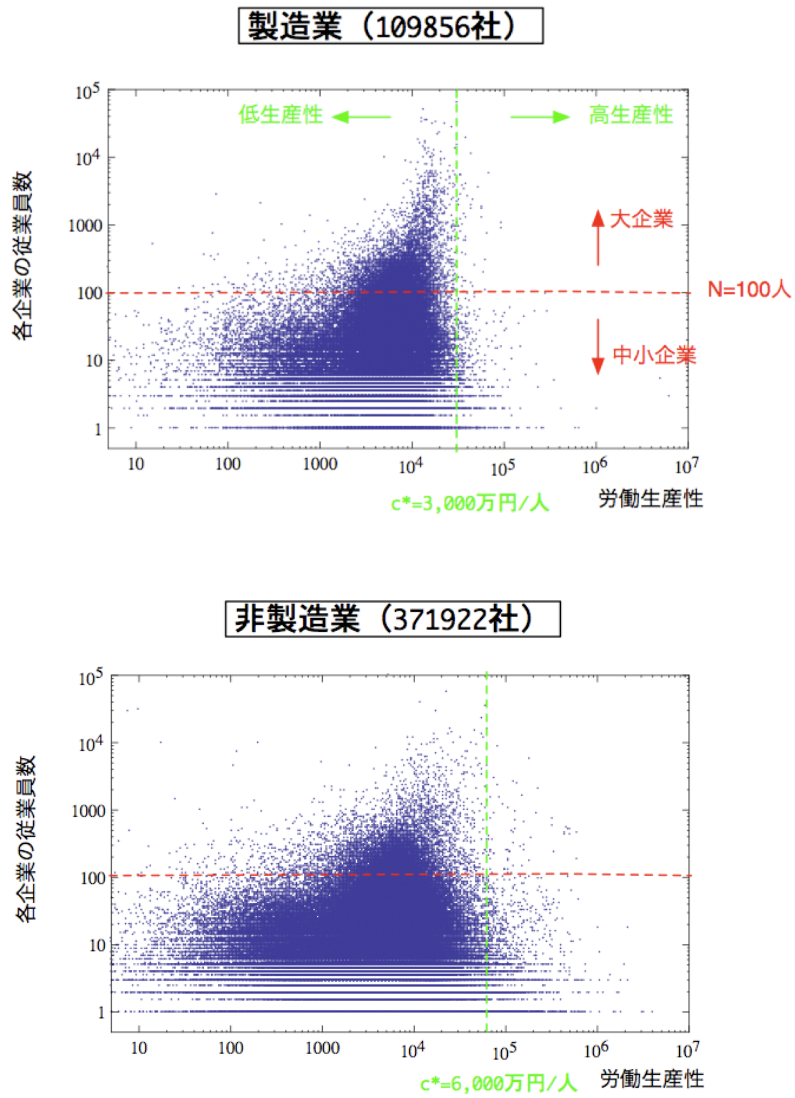 製造業（109856社）
10^5
低生産性
高生産性
10^4
各企業の従業員数
1000
大企業
100
N=100人
中小企業
10
1
10
100
1000
10^4
10^5
10^6
10^7
c*=3,000万円/人
労働生産性
非製造業（371922社）
10^5
10^4
各企業の従業員数
1000
100
10
1
10
100
1000
10^4
10^5
10^6
10^7
c*=6,000万円/人
労働生産性